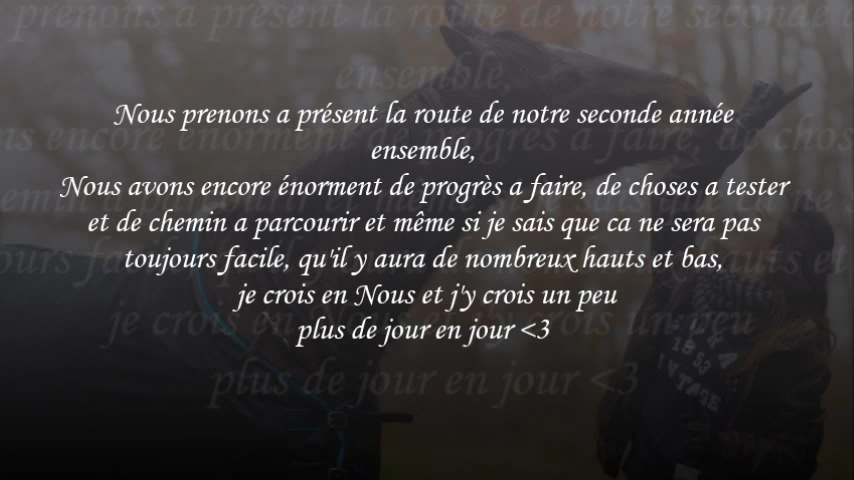 Nous prenons a présent la route de notre seconde année
ensemble,
Nous avons encore énorment de progrès a faire, de choses a tester
et de chemin a parcourir et même si je sais que ca ne sera pas
toujours facile, qu'il y aura de nombreux hauts et bas,
je crois en Nous et j'y crois un peu
plus de jour en jour <3